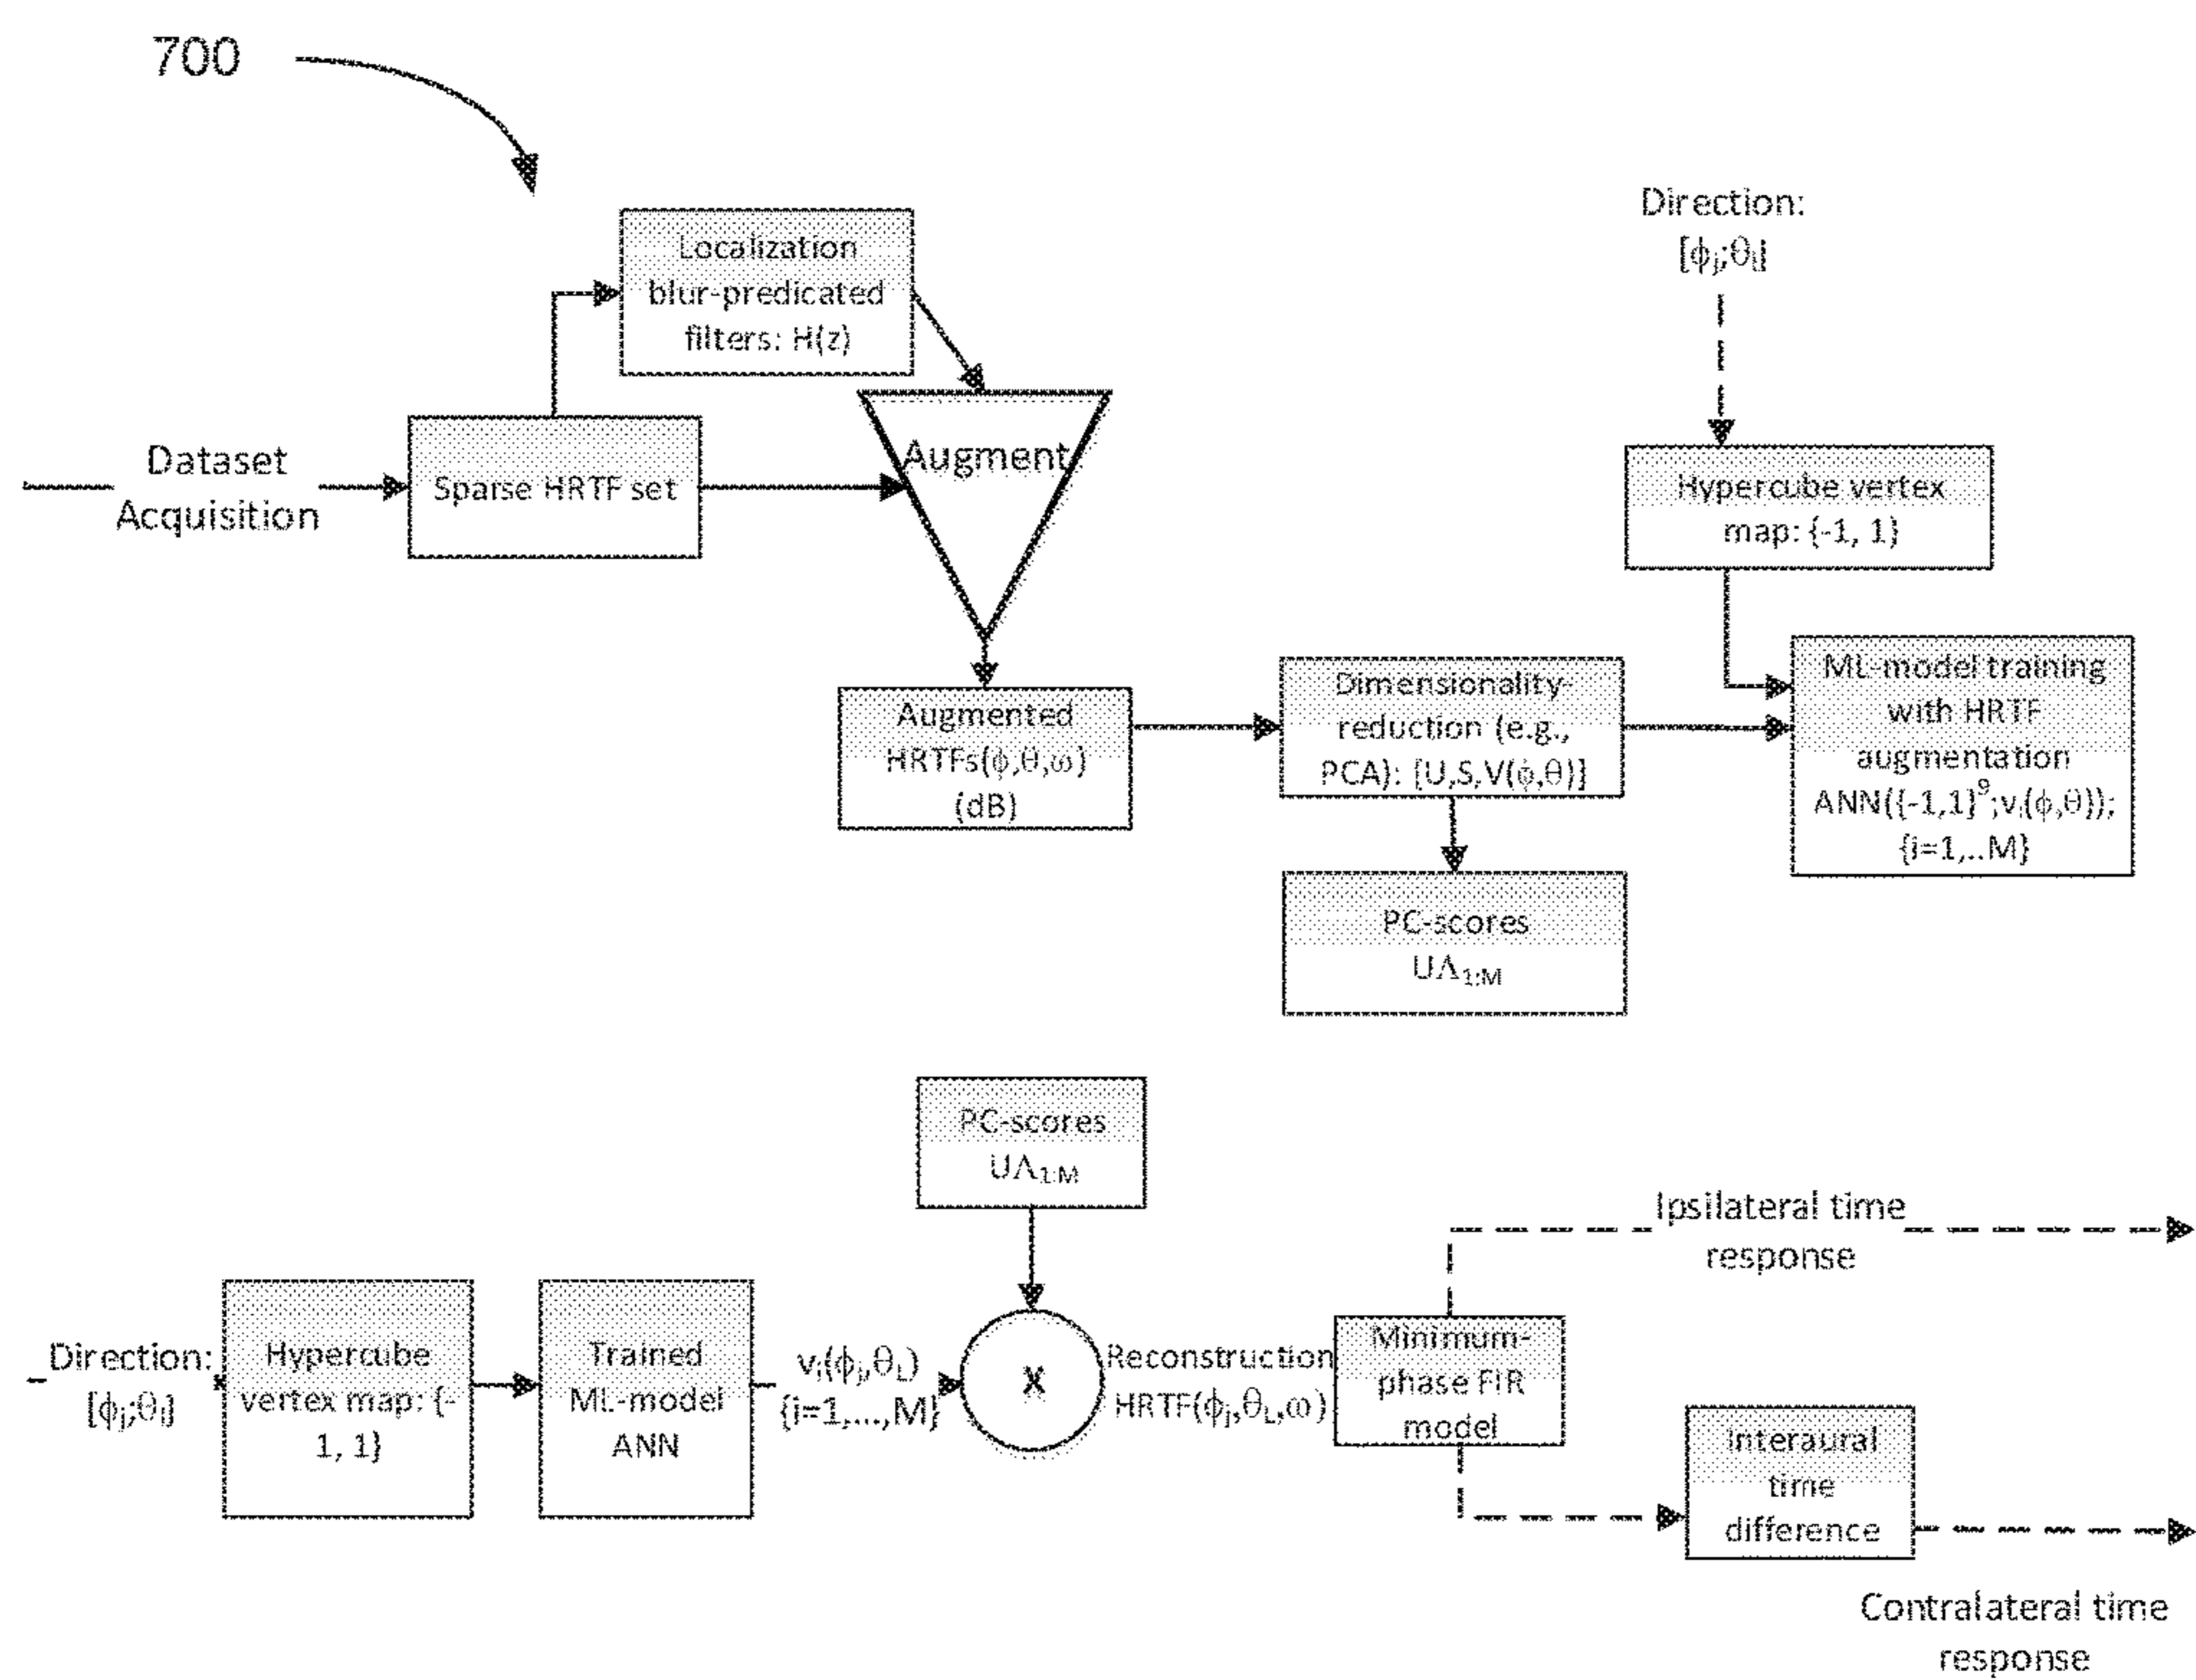 700
Localization
blur-predicated
filters: H(z)
Direction:
[ϕⱼ;θₗ]
Augment
Dataset
Acquisition
Sparse HRTF set
Hypercube vertex
map: {-1, 1}
Augmented
HRTFs(ϕ,θ,ω)
(dB)
Dimensionality-
reduction (e.g.,
PCA): [U,S,V(ϕ,θ)]
ML-model training
with HRTF
augmentation
ANN({-1,1}⁹;vᵢ(ϕ,θ));
{i=1,..M}
PC-scores
UΛ₁:M
PC-scores
UΛ₁:M
Ipsilateral time
response
Direction:
[ϕⱼ;θₗ]
Hypercube
vertex map: {-
1, 1}
Trained
ML-model
ANN
vᵢ(ϕⱼ,θL)
{i=1,...,M}
X
Reconstruction
HRTF(ϕⱼ,θL,ω)
Minimum-
phase FIR
model
Interaural
time
difference
Contralateral time
response